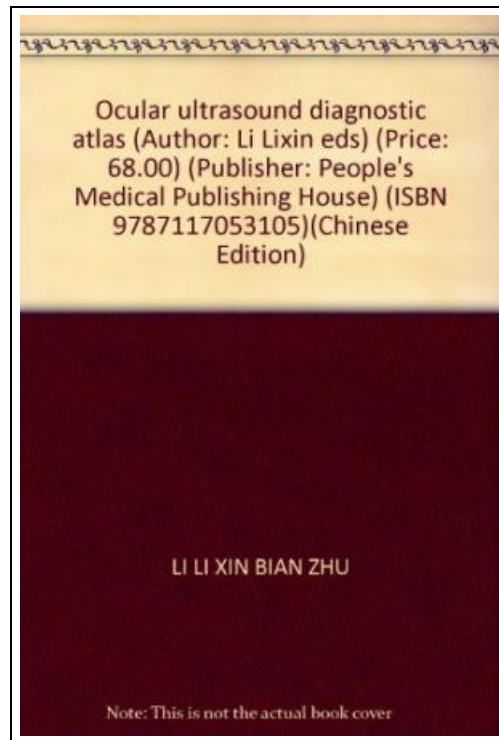 Ocular ultrasound diagnostic
atlas (Author: Li Lixin eds) (Price:
68.00) (Publisher: People's
Medical Publishing House) (ISBN
9787117053105)(Chinese
Edition)
LI LI XIN BIAN ZHU
Note: This is not the actual book cover